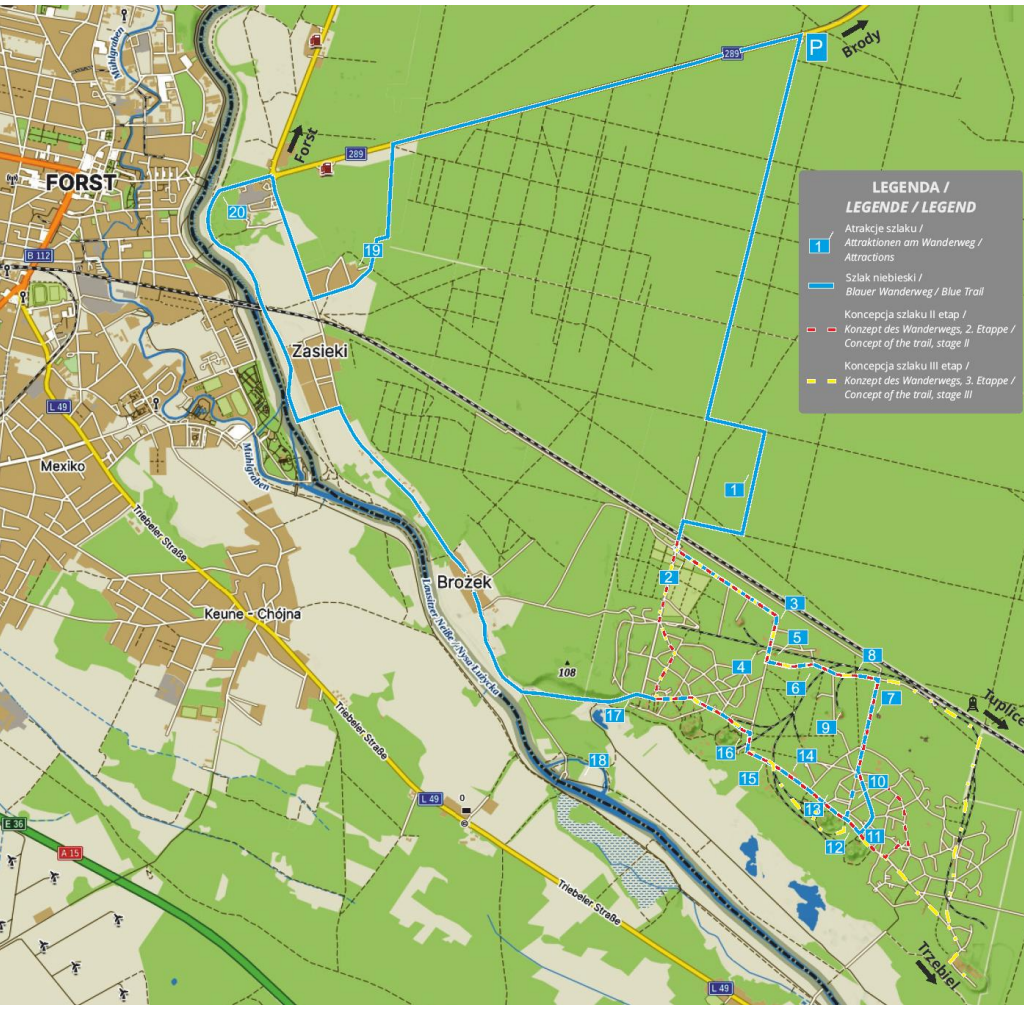 Mühlgraben
289
P
Brody
Forst
289
FORST
20
19
B 112
LEGENDA /
LEGENDE / LEGEND
1
Atrakcje szlaku /
Attraktionen am Wanderweg /
Attractions
Szlak niebieski /
Blauer Wanderweg / Blue Trail
Koncepcja szlaku II etap /
Konzept des Wanderwegs, 2. Etappe /
Concept of the trail, stage II
Koncepcja szlaku III etap /
Konzept des Wanderwegs, 3. Etappe /
Concept of the trail, stage III
Zasieki
L 49
Mexiko
Mühlgraben
1
Triebeler Straße
Brożek
2
3
Keune - Chójna
Lausitzer Neiße / Nysa Łużycka
5
4
8
108
6
7
Tuplice
17
9
Triebeler Straße
16
14
18
15
10
0
L 49
13
11
12
E 36
A 15
Triebeler Straße
Trzebiel
L 49